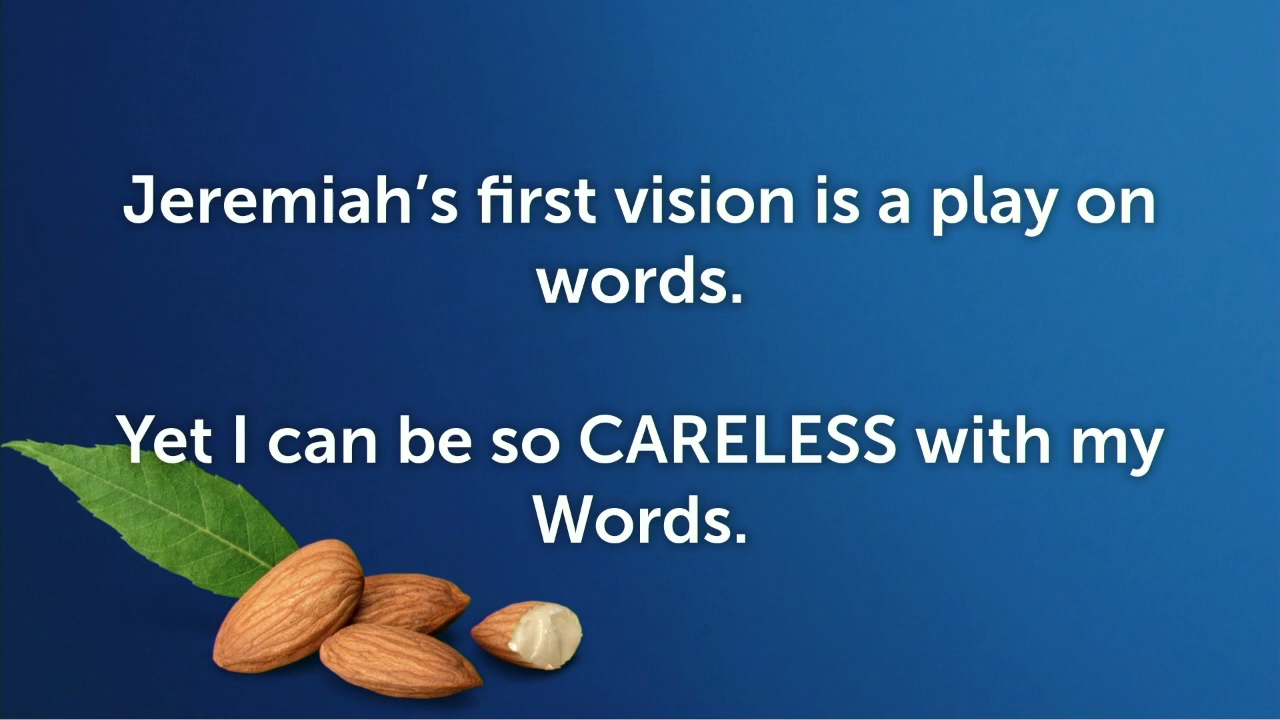 Jeremiah’s first vision is a play on
words.
Yet I can be so CARELESS with my
Words.